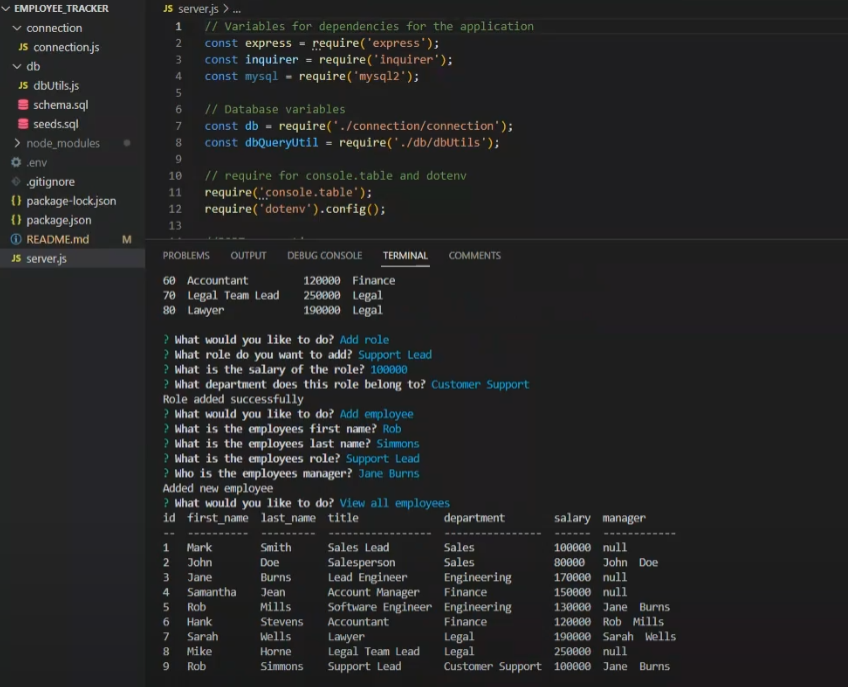 EMPLOYEE_TRACKER
connection
JS connection.js
db
JS dbUtils.js
schema.sql
seeds.sql
node_modules
.env
.gitignore
{} package-lock.json
{} package.json
README.md M
JS server.js
JS server.js > ...
1 // Variables for dependencies for the application
2 const express = require('express');
3 const inquirer = require('inquirer');
4 const mysql = require('mysql2');
5
6 // Database variables
7 const db = require('./connection/connection');
8 const dbQueryUtil = require('./db/dbUtils');
9
10 // require for console.table and dotenv
11 require('console.table');
12 require('dotenv').config();
13
PROBLEMS OUTPUT DEBUG CONSOLE TERMINAL COMMENTS
60 Accountant 120000 Finance
70 Legal Team Lead 250000 Legal
80 Lawyer 190000 Legal
? What would you like to do? Add role
? What role do you want to add? Support Lead
? What is the salary of the role? 100000
? What department does this role belong to? Customer Support
Role added successfully
? What would you like to do? Add employee
? What is the employees first name? Rob
? What is the employees last name? Simmons
? What is the employees role? Support Lead
? Who is the employees manager? Jane Burns
Added new employee
? What would you like to do? View all employees
id first_name last_name title department salary manager
-- ---------- --------- ----------------- ---------------- ------ ------------
1 Mark Smith Sales Lead Sales 100000 null
2 John Doe Salesperson Sales 80000 John Doe
3 Jane Burns Lead Engineer Engineering 170000 null
4 Samantha Jean Account Manager Finance 150000 null
5 Rob Mills Software Engineer Engineering 130000 Jane Burns
6 Hank Stevens Accountant Finance 120000 Rob Mills
7 Sarah Wells Lawyer Legal 190000 Sarah Wells
8 Mike Horne Legal Team Lead Legal 250000 null
9 Rob Simmons Support Lead Customer Support 100000 Jane Burns